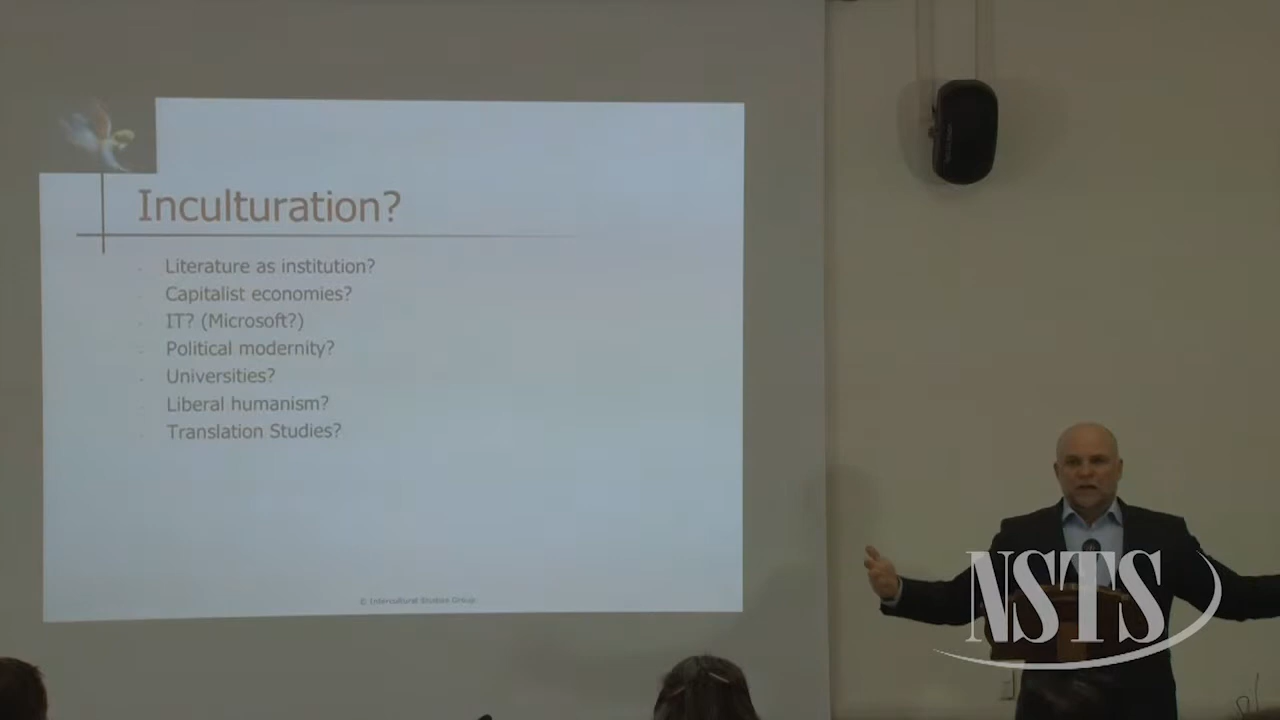 Inculturation?
Literature as institution?
Capitalist economies?
IT? (Microsoft?)
Political modernity?
Universities?
Liberal humanism?
Translation Studies?
© Intercultural Studies Group
NSTS